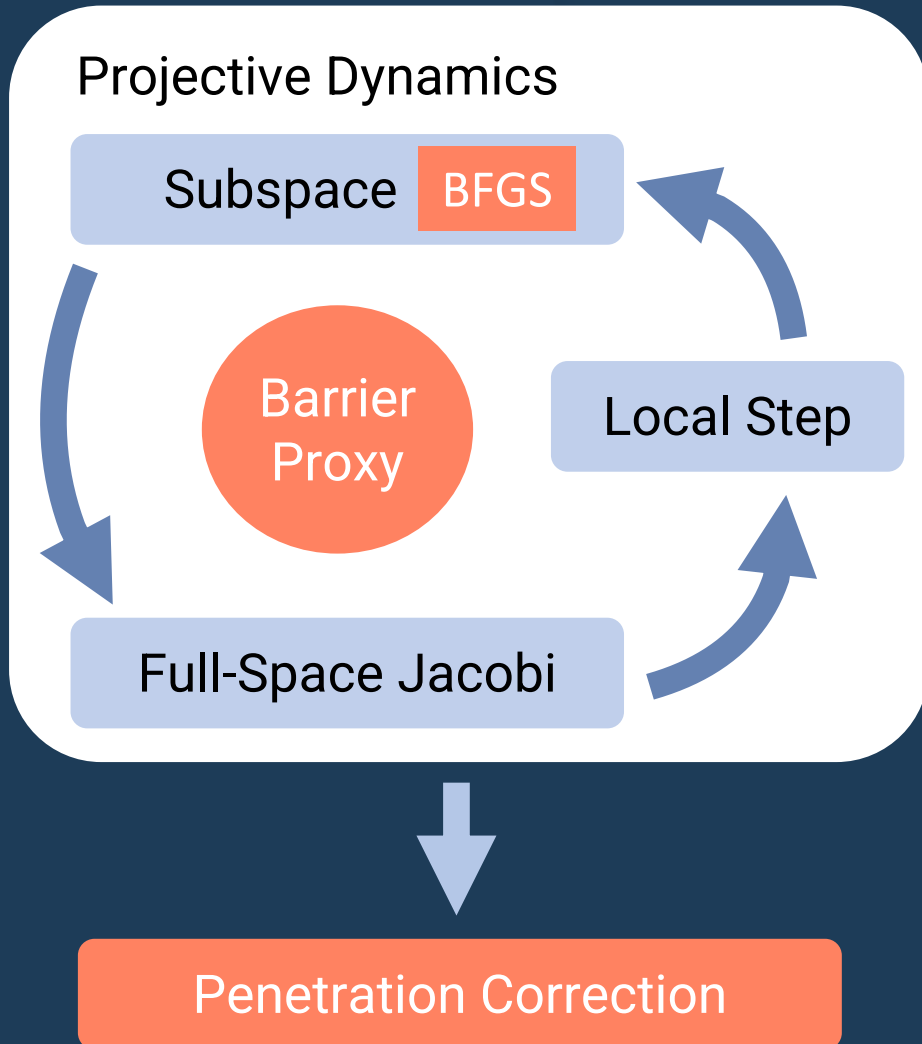 Projective Dynamics
Subspace BFGS
Barrier
Proxy
Local Step
Full-Space Jacobi
Penetration Correction